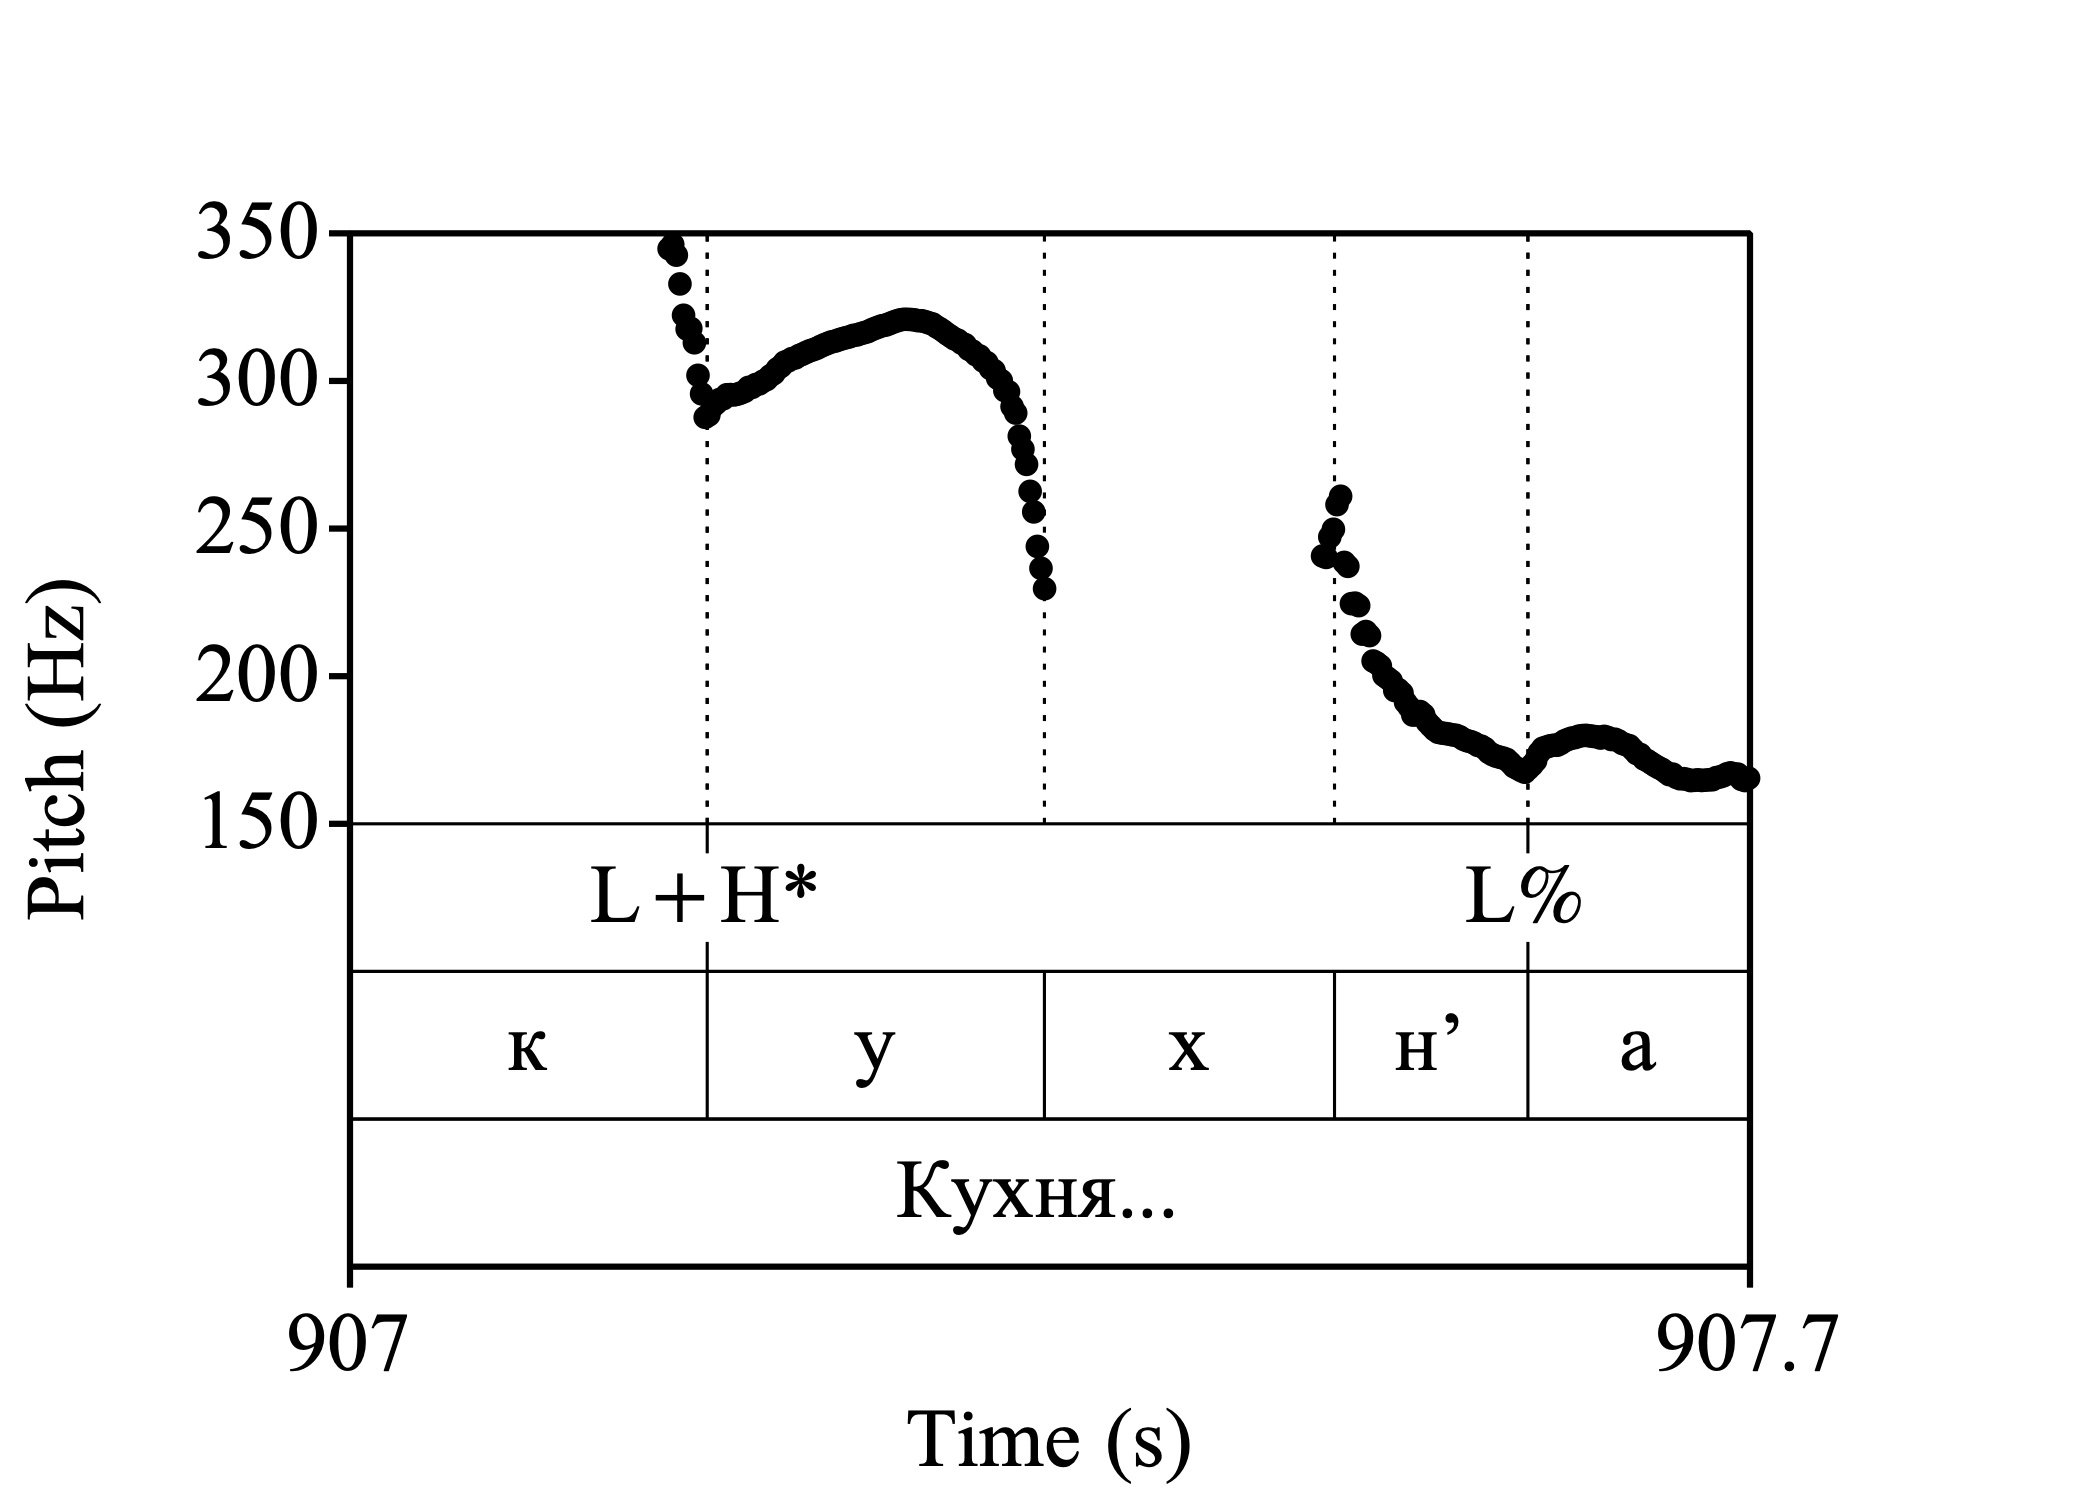 350
300
250
200
150
Pitch (Hz)
L+H* L%
к у х н’ а
Кухня...
907 907.7
Time (s)